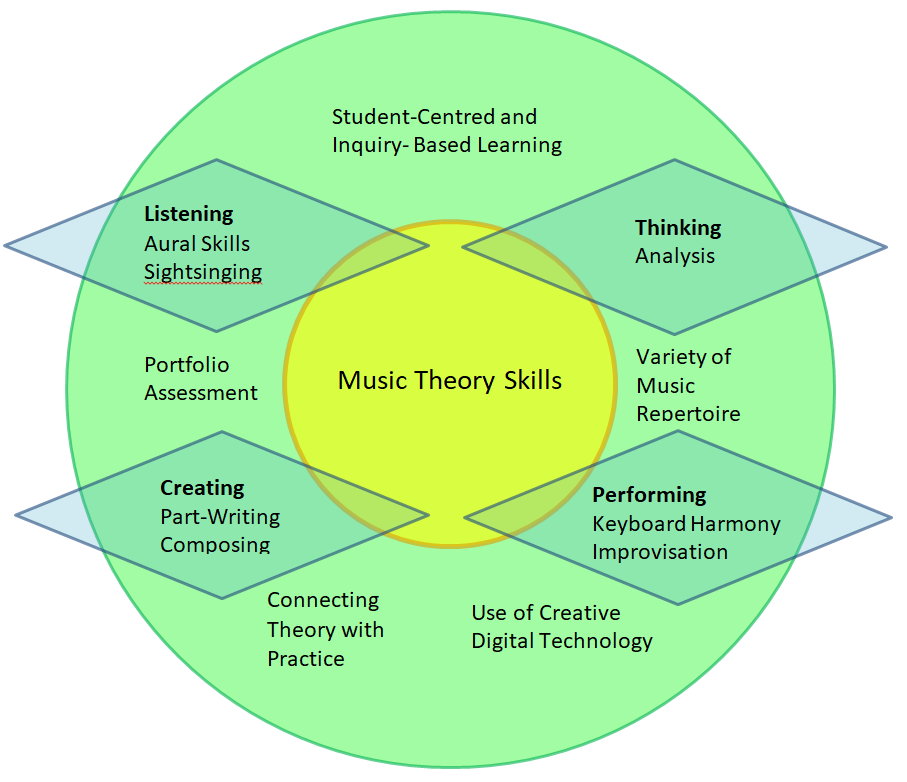 Student-Centred and
Inquiry- Based Learning
Listening
Aural Skills
Sightsinging
Thinking
Analysis
Portfolio
Assessment
Music Theory Skills
Variety of
Music
Repertoire
Creating
Part-Writing
Composing
Performing
Keyboard Harmony
Improvisation
Connecting
Theory with
Practice
Use of Creative
Digital Technology